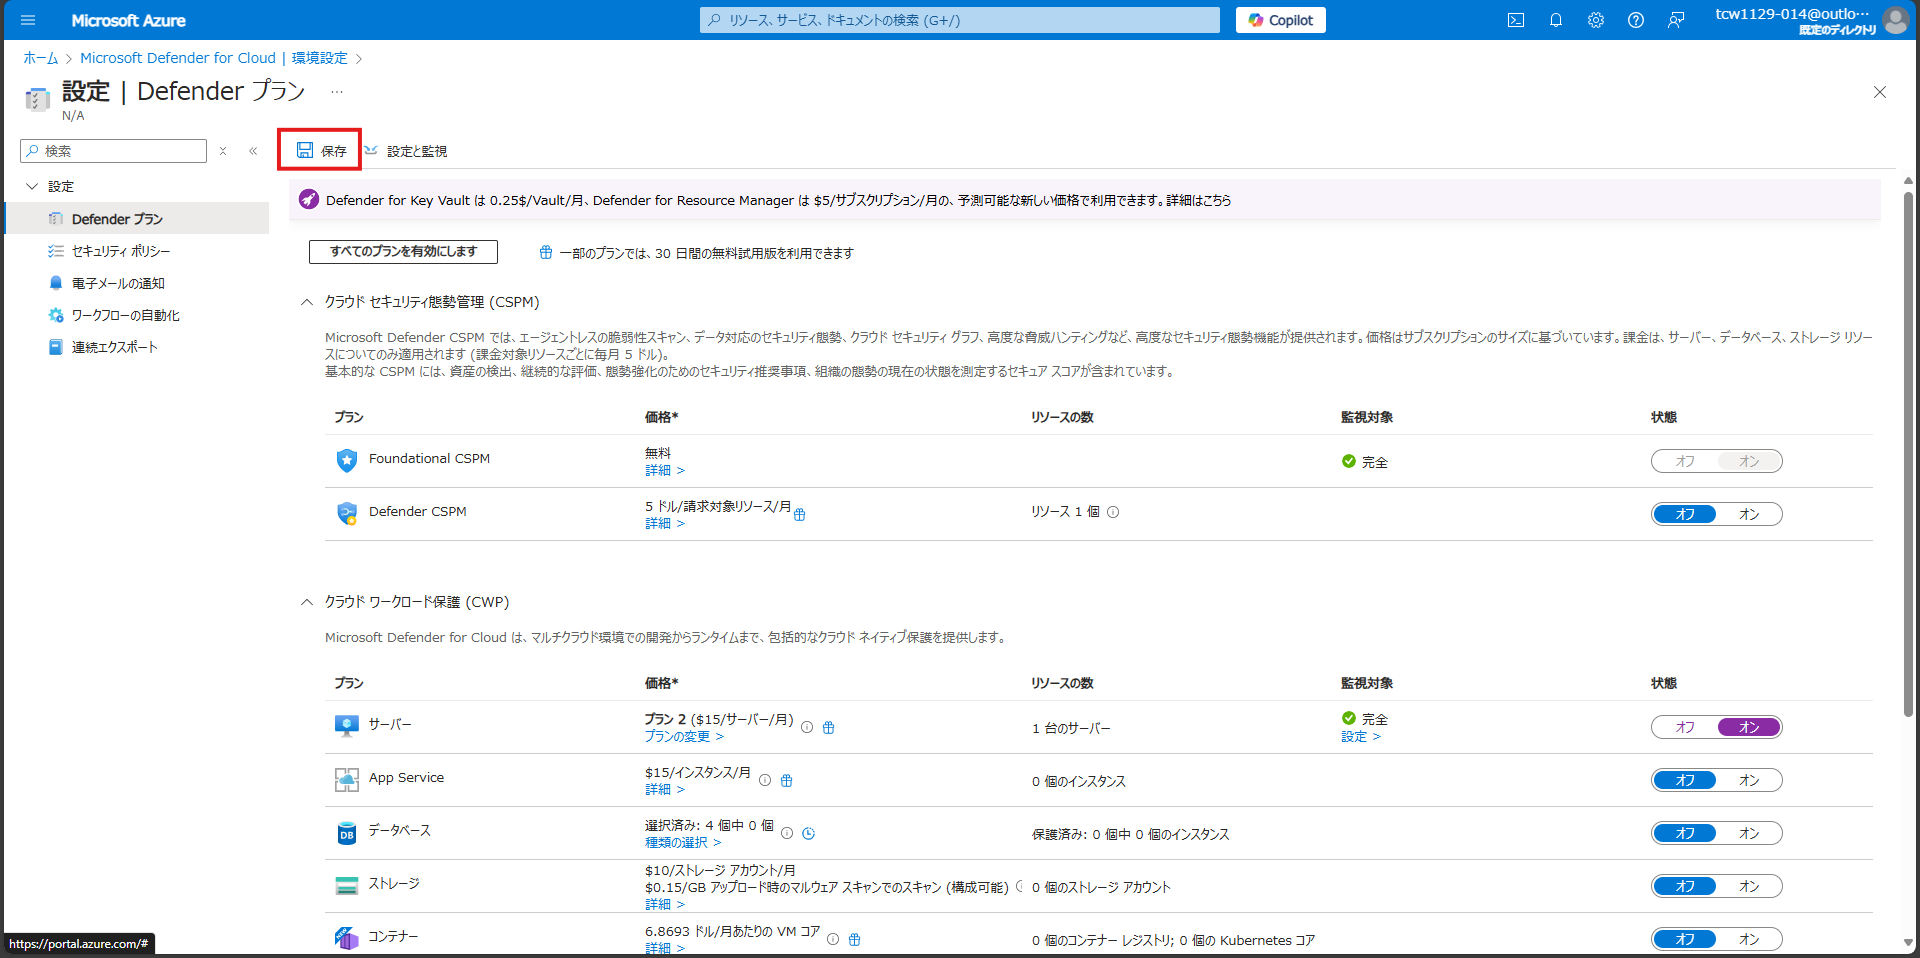 Microsoft Azure
リソース、サービス、ドキュメントの検索 (G+/)
Copilot
tcw1129-014@outlo…
既定のディレクトリ
ホーム > Microsoft Defender for Cloud | 環境設定 >
設定 | Defender プラン …
N/A
検索
保存
設定と監視
設定
Defender プラン
セキュリティ ポリシー
電子メールの通知
ワークフローの自動化
連続エクスポート
Defender for Key Vault は 0.25$/Vault/月、Defender for Resource Manager は $5/サブスクリプション/月の、予測可能な新しい価格で利用できます。詳細はこちら
すべてのプランを有効にします
一部のプランでは、30 日間の無料試用版を利用できます
クラウド セキュリティ態勢管理 (CSPM)
Microsoft Defender CSPM では、エージェントレスの脆弱性スキャン、データ対応のセキュリティ態勢、クラウド セキュリティ グラフ、高度な脅威ハンティングなど、高度なセキュリティ態勢機能が提供されます。価格はサブスクリプションのサイズに基づいています。課金は、サーバー、データベース、ストレージ リソー
スについてのみ適用されます (課金対象リソースごとに毎月 5 ドル)。
基本的な CSPM には、資産の検出、継続的な評価、態勢強化のためのセキュリティ推奨事項、組織の態勢の現在の状態を測定するセキュア スコアが含まれています。
プラン 価格* リソースの数 監視対象 状態
Foundational CSPM 無料 完全 オフ オン
詳細 >
Defender CSPM 5 ドル/請求対象リソース/月 リソース 1 個 オフ オン
詳細 >
クラウド ワークロード保護 (CWP)
Microsoft Defender for Cloud は、マルチクラウド環境での開発からランタイムまで、包括的なクラウド ネイティブ保護を提供します。
プラン 価格* リソースの数 監視対象 状態
サーバー プラン 2 ($15/サーバー/月) 1 台のサーバー 完全 オフ オン
プランの変更 > 設定 >
App Service $15/インスタンス/月 0 個のインスタンス オフ オン
詳細 >
データベース 選択済み: 4 個中 0 個 保護済み: 0 個中 0 個のインスタンス オフ オン
種類の選択 >
ストレージ $10/ストレージ アカウント/月
$0.15/GB アップロード時のマルウェア スキャンでのスキャン (構成可能) 0 個のストレージ アカウント オフ オン
詳細 >
コンテナー 6.8693 ドル/月あたりの VM コア 0 個のコンテナー レジストリ; 0 個の Kubernetes コア オフ オン
詳細 >
https://portal.azure.com/#